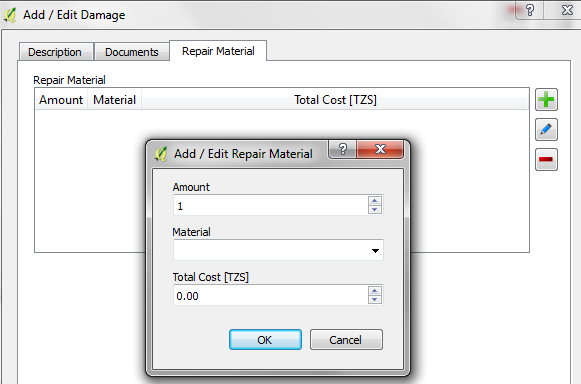 Add / Edit Damage
Description Documents Repair Material
Repair Material
Amount Material Total Cost [TZS]
Add / Edit Repair Material
Amount
1
Material
Total Cost [TZS]
0.00
OK Cancel